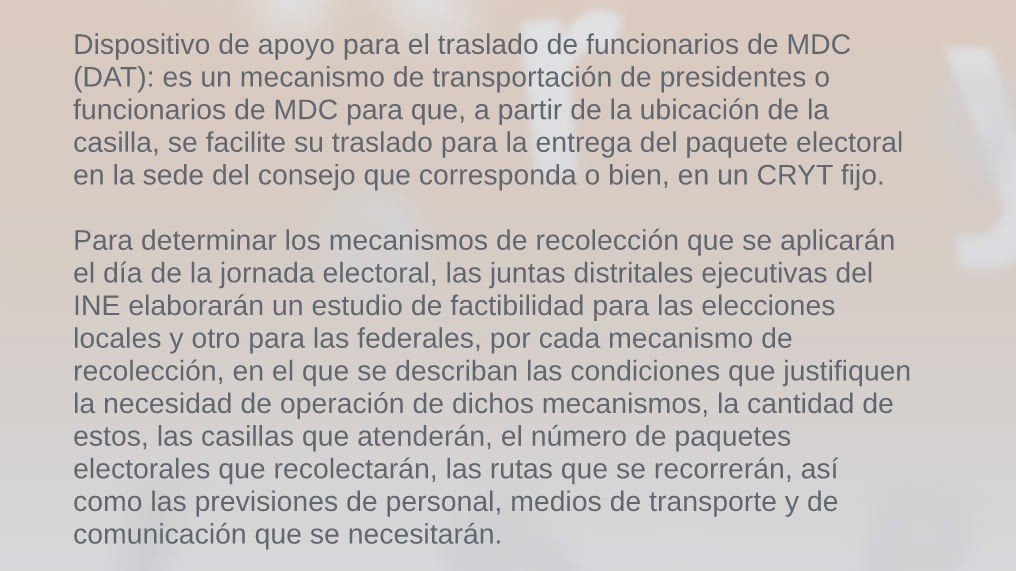 Dispositivo de apoyo para el traslado de funcionarios de MDC
(DAT): es un mecanismo de transportación de presidentes o
funcionarios de MDC para que, a partir de la ubicación de la
casilla, se facilite su traslado para la entrega del paquete electoral
en la sede del consejo que corresponda o bien, en un CRYT fijo.
Para determinar los mecanismos de recolección que se aplicarán
el día de la jornada electoral, las juntas distritales ejecutivas del
INE elaborarán un estudio de factibilidad para las elecciones
locales y otro para las federales, por cada mecanismo de
recolección, en el que se describan las condiciones que justifiquen
la necesidad de operación de dichos mecanismos, la cantidad de
estos, las casillas que atenderán, el número de paquetes
electorales que recolectarán, las rutas que se recorrerán, así
como las previsiones de personal, medios de transporte y de
comunicación que se necesitarán.